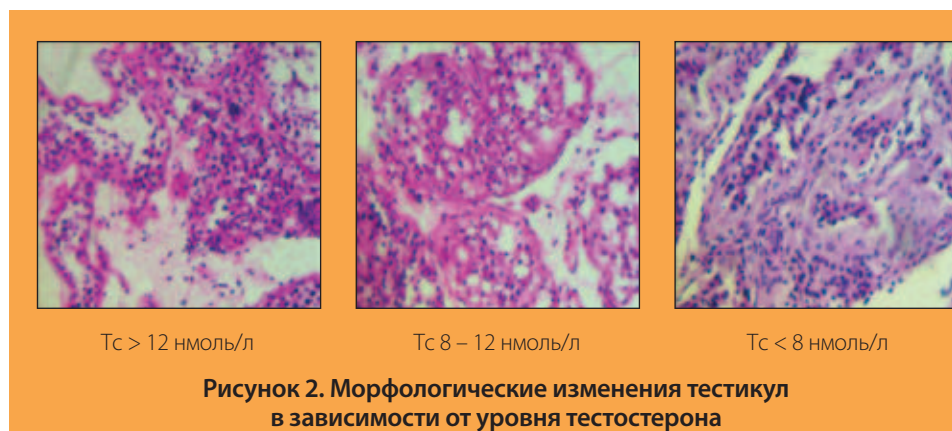 Тс > 12 нмоль/л
Тс 8 – 12 нмоль/л
Тс < 8 нмоль/л
Рисунок 2. Морфологические изменения тестикул
в зависимости от уровня тестостерона